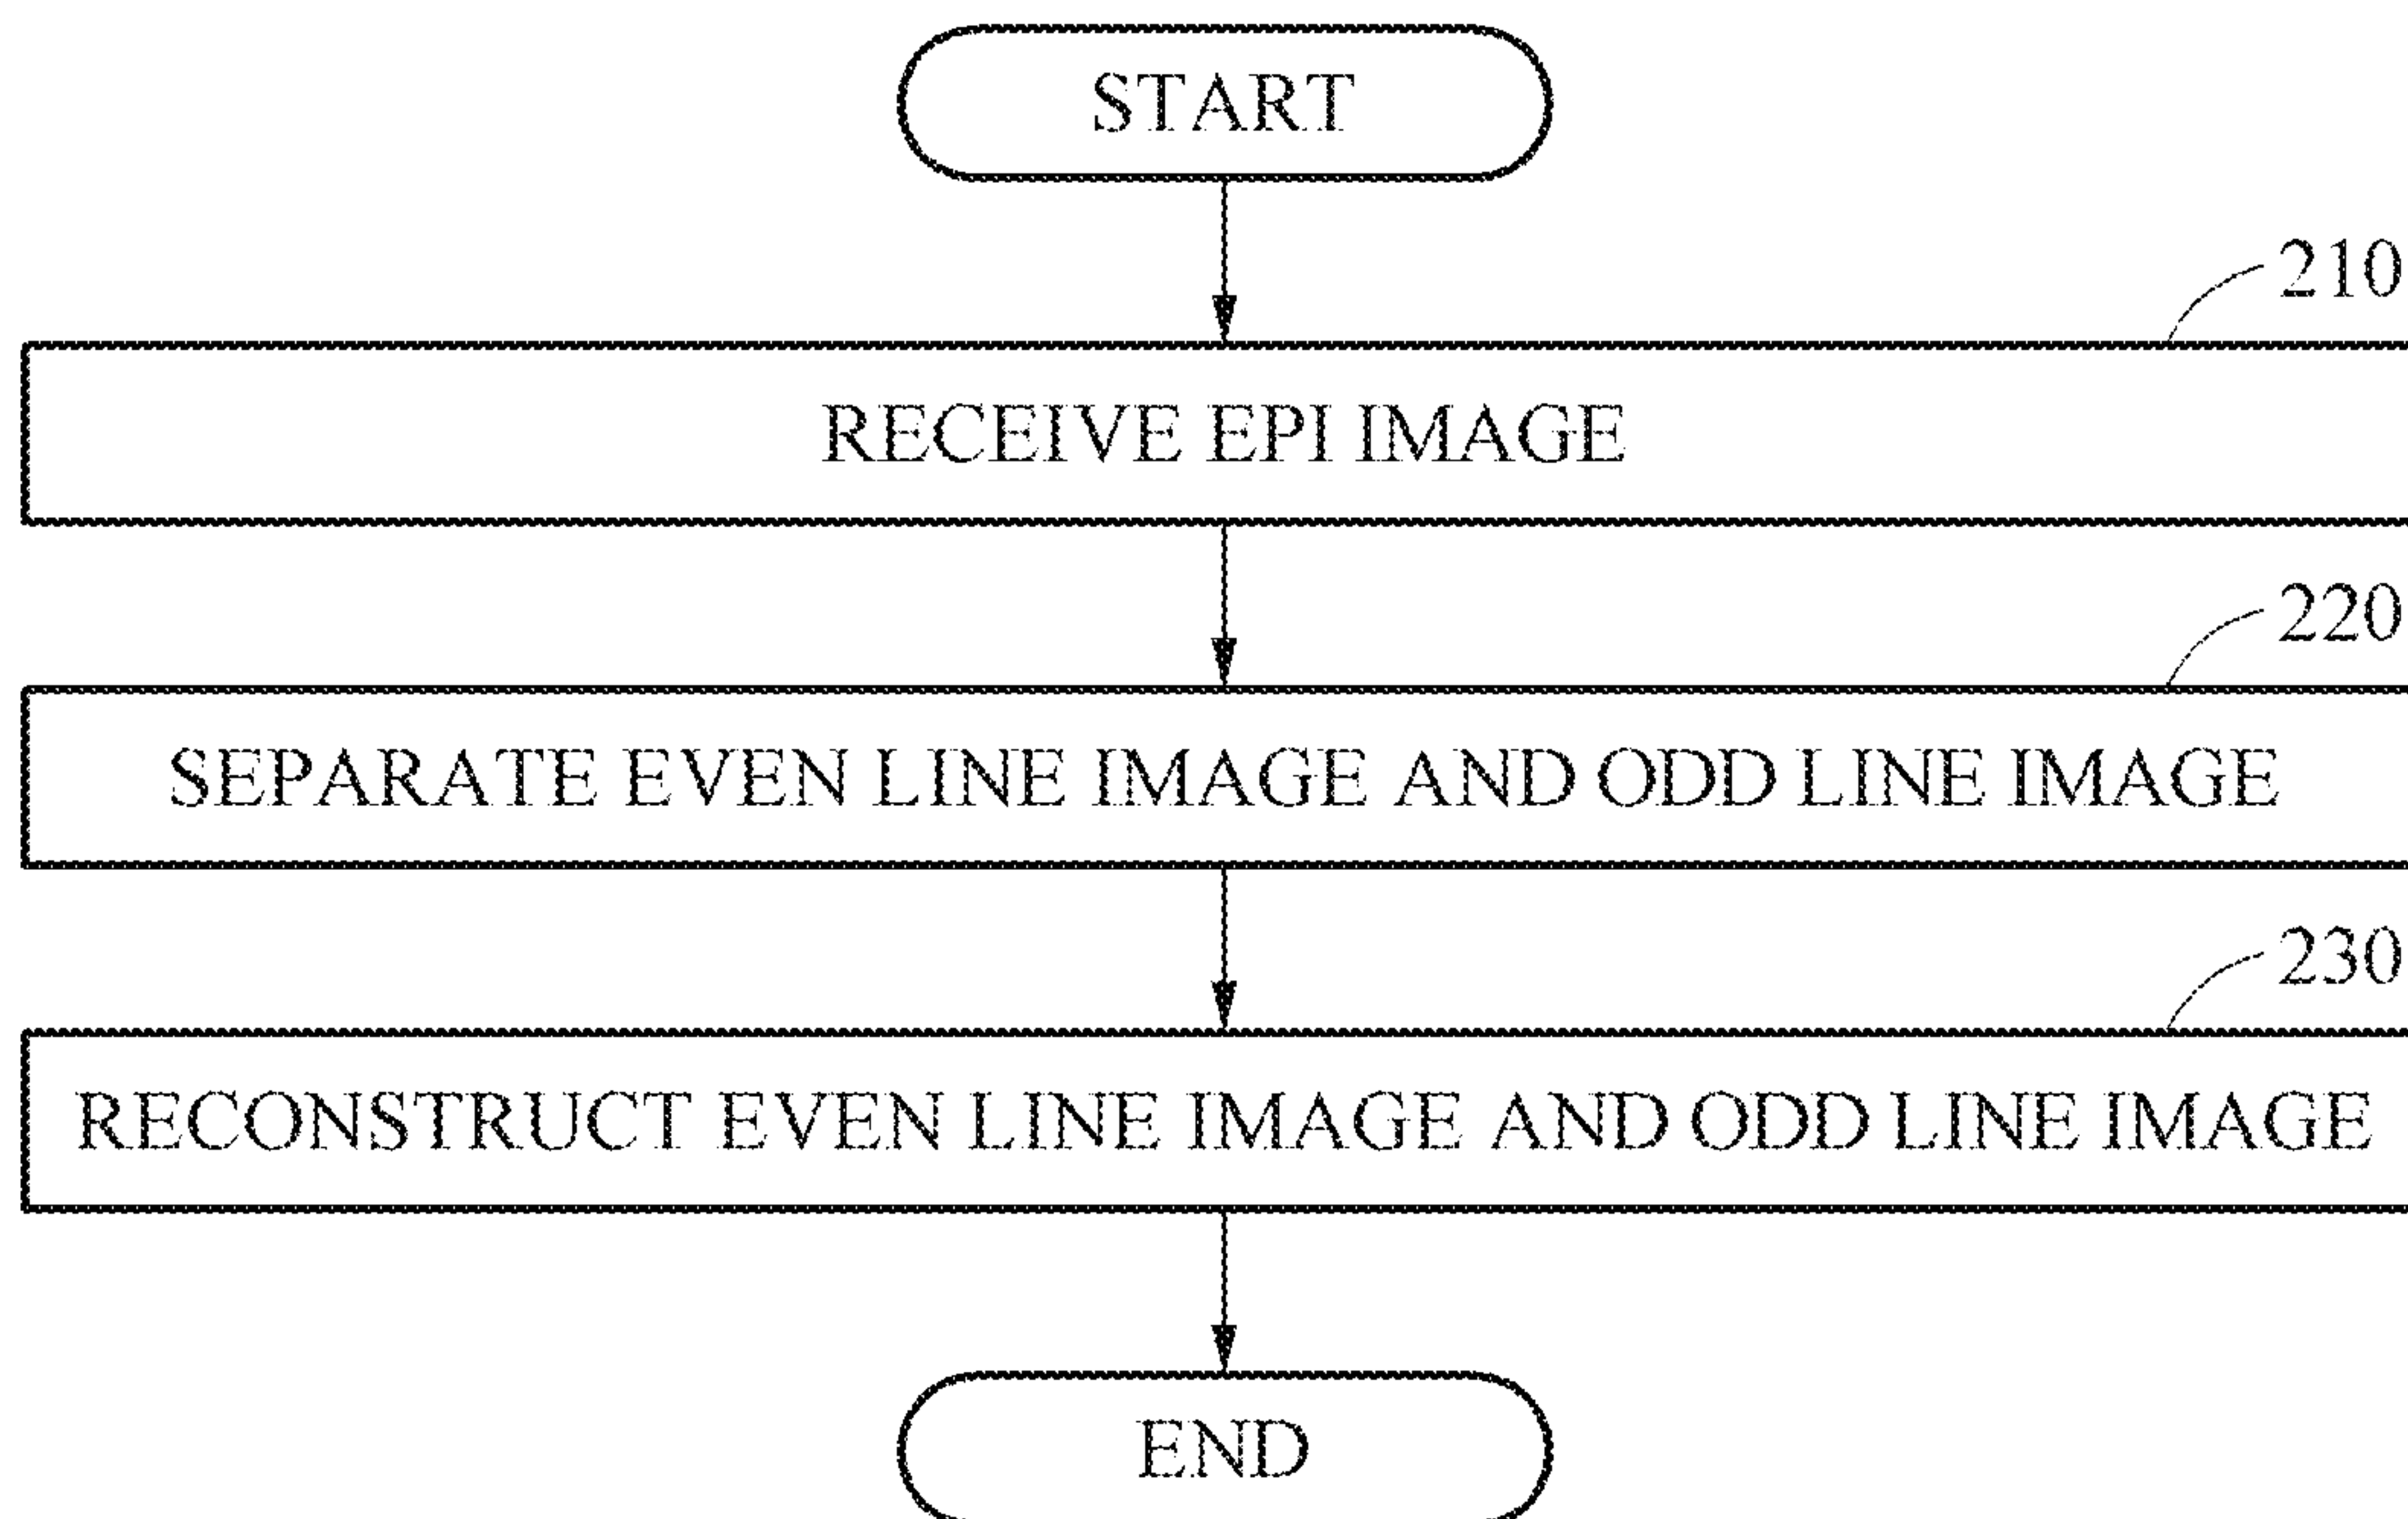 START
210
RECEIVE EPI IMAGE
220
SEPARATE EVEN LINE IMAGE AND ODD LINE IMAGE
230
RECONSTRUCT EVEN LINE IMAGE AND ODD LINE IMAGE
END